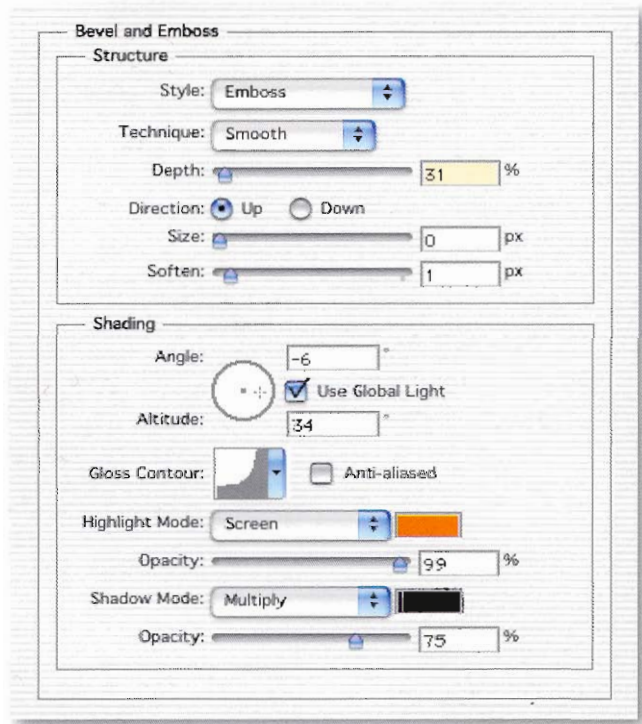 Bevel and Emboss
Structure
Style: Emboss
Technique: Smooth
Depth: 31 %
Direction: Up Down
Size: 0 px
Soften: 1 px
Shading
Angle: -6 °
Use Global Light
Altitude: 34 °
Gloss Contour: Anti-aliased
Highlight Mode: Screen
Opacity: 99 %
Shadow Mode: Multiply
Opacity: 75 %